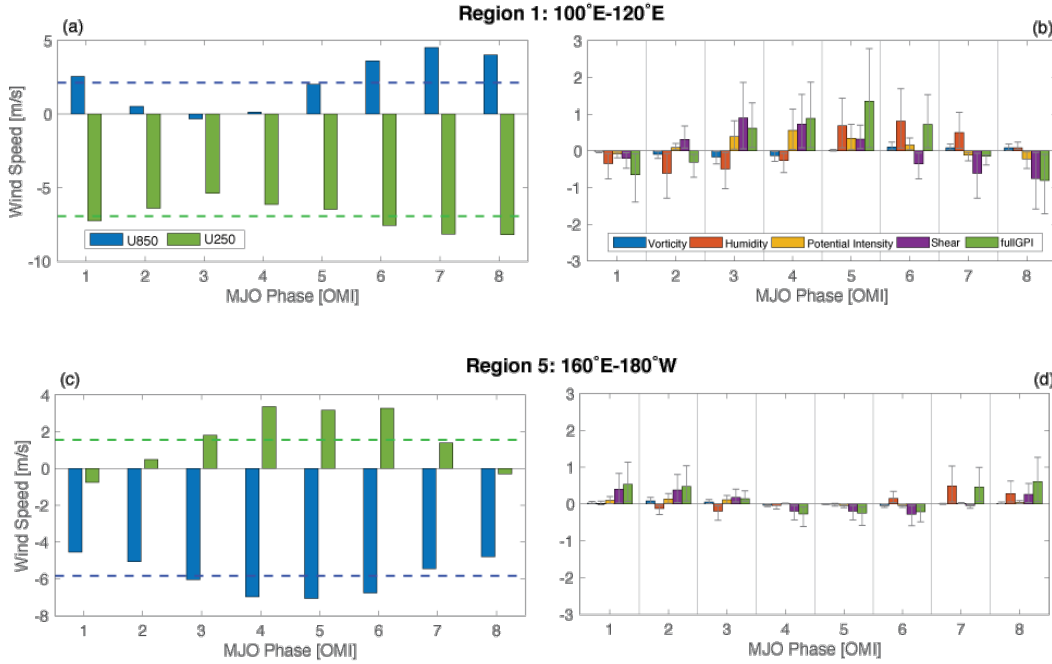 Region 1: 100°E-120°E
(a)
Wind Speed [m/s]
5
0
-5
-10
U850
U250
1 2 3 4 5 6 7 8
MJO Phase [OMI]
(b)
3
2
1
0
-1
-2
-3
Vorticity
Humidity
Potential Intensity
Shear
fullGPI
1 2 3 4 5 6 7 8
MJO Phase [OMI]
Region 5: 160°E-180°W
(c)
Wind Speed [m/s]
4
2
0
-2
-4
-6
-8
1 2 3 4 5 6 7 8
MJO Phase [OMI]
(d)
3
2
1
0
-1
-2
-3
1 2 3 4 5 6 7 8
MJO Phase [OMI]